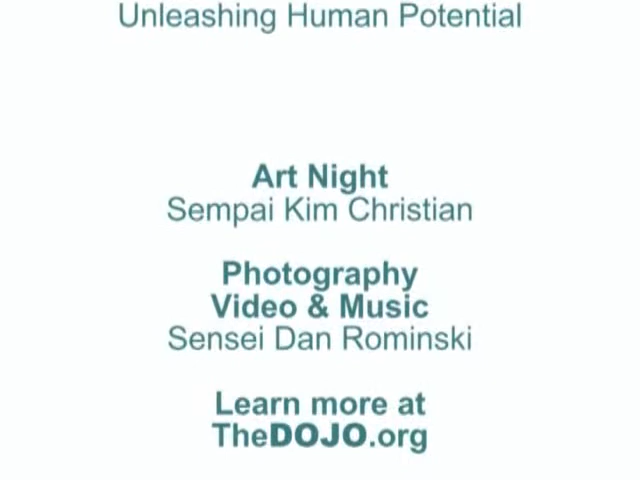 Unleashing Human Potential
Art Night
Sempai Kim Christian
Photography
Video & Music
Sensei Dan Rominski
Learn more at
TheDOJO.org